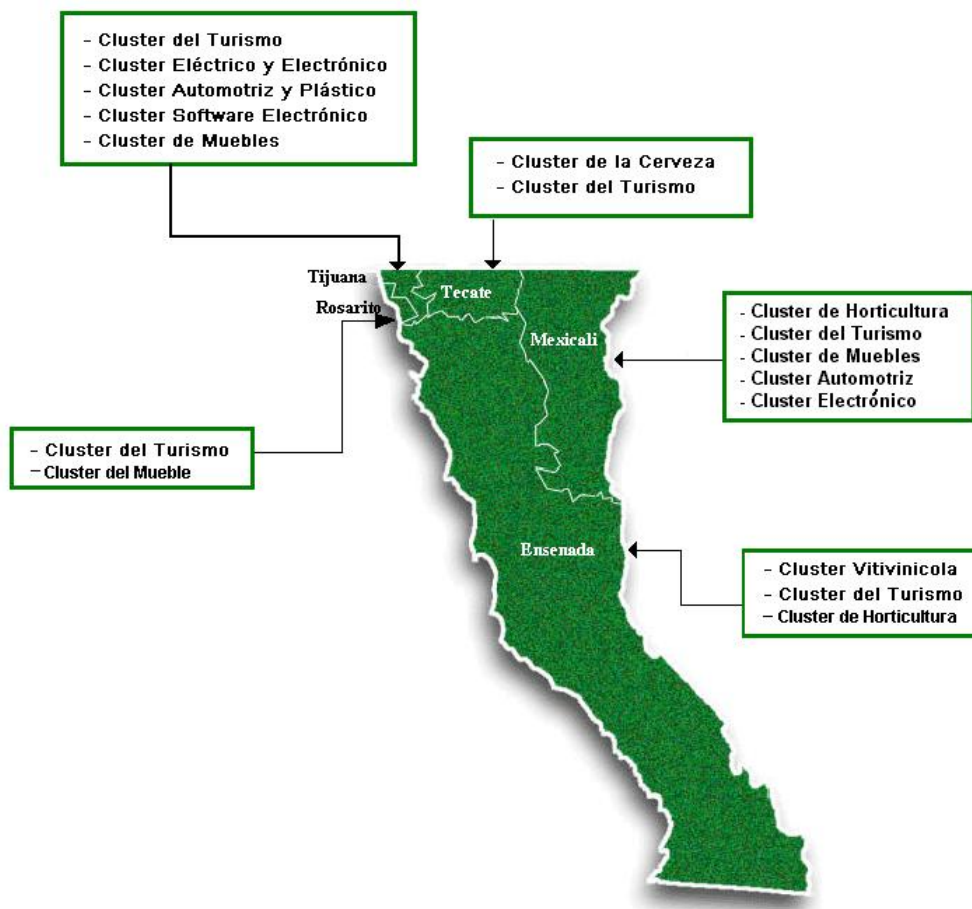 - Cluster del Turismo
- Cluster Eléctrico y Electrónico
- Cluster Automotriz y Plástico
- Cluster Software Electrónico
- Cluster de Muebles
- Cluster de la Cerveza
- Cluster del Turismo
Tijuana
Rosarito
Tecate
Mexicali
- Cluster de Horticultura
- Cluster del Turismo
- Cluster de Muebles
- Cluster Automotriz
- Cluster Electrónico
- Cluster del Turismo
- Cluster del Mueble
Ensenada
- Cluster Vitivinicola
- Cluster del Turismo
- Cluster de Horticultura